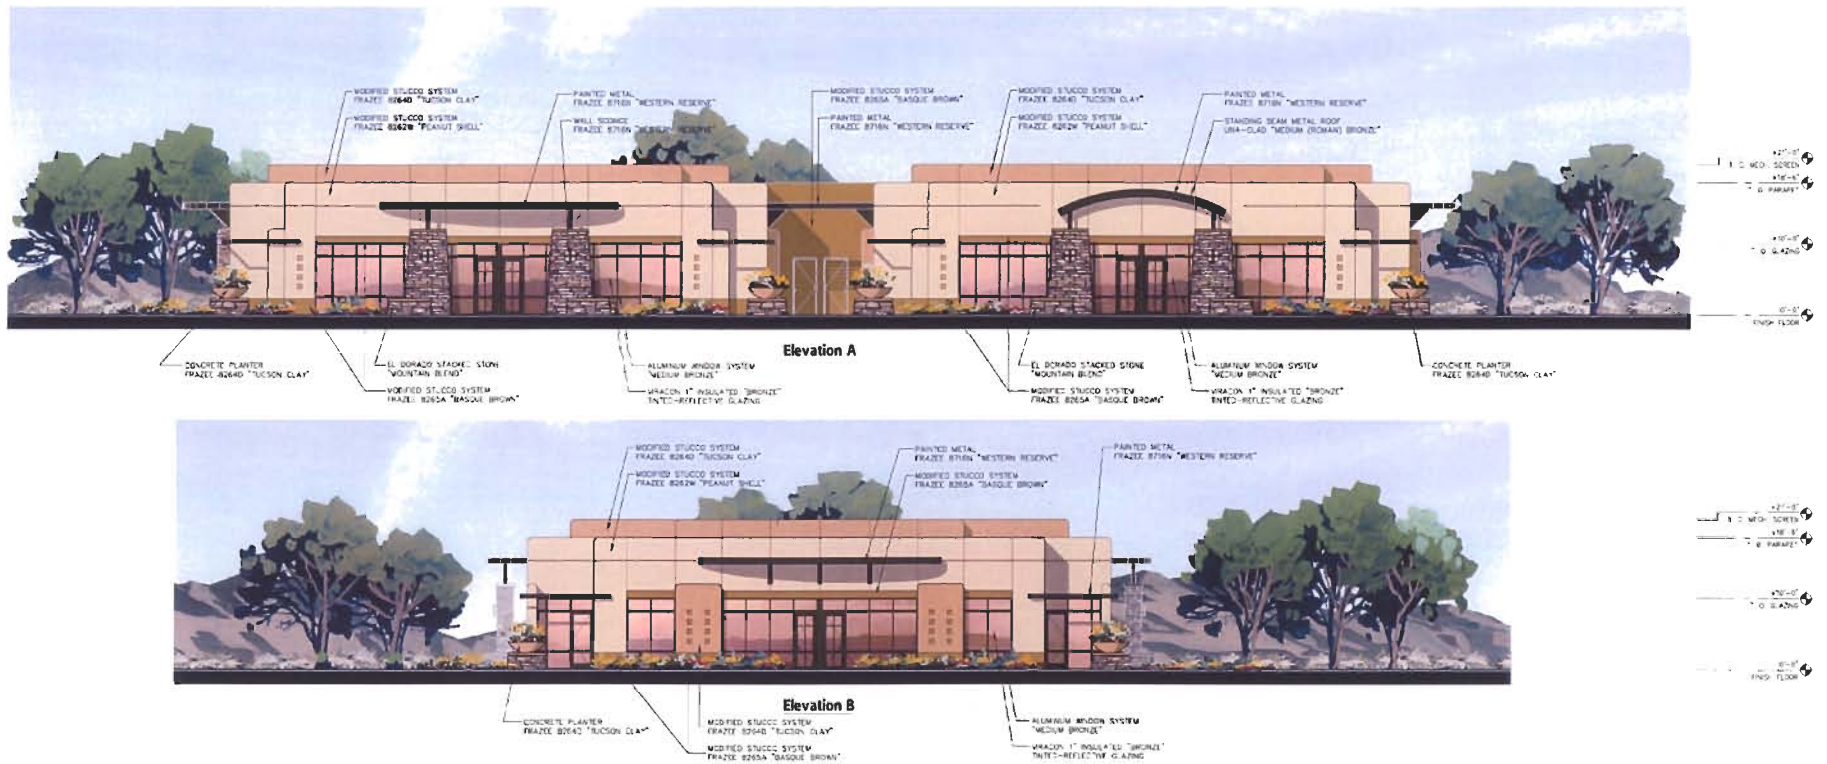 MODIFIED STUCCO SYSTEM
FRAZEE 8264D "TUCSON CLAY"
MODIFIED STUCCO SYSTEM
FRAZEE 8262W "PEANUT SHELL"
PAINTED METAL
FRAZEE 8716N "WESTERN RESERVE"
WALL SCONCE
FRAZEE 8716N "WESTERN RESERVE"
MODIFIED STUCCO SYSTEM
FRAZEE 8265A "BASQUE BROWN"
PAINTED METAL
FRAZEE 8716N "WESTERN RESERVE"
MODIFIED STUCCO SYSTEM
FRAZEE 8264D "TUCSON CLAY"
MODIFIED STUCCO SYSTEM
FRAZEE 8262W "PEANUT SHELL"
PAINTED METAL
FRAZEE 8716N "WESTERN RESERVE"
STANDING SEAM METAL ROOF
UNA-CLAD "MEDIUM (ROMAN) BRONZE"
MECH. SCREEN
PARAPET
GLAZING
0'-0"
FINISH FLOOR
CONCRETE PLANTER
FRAZEE 8264D "TUCSON CLAY"
EL DORADO STACKED STONE
"MOUNTAIN BLEND"
MODIFIED STUCCO SYSTEM
FRAZEE 8265A "BASQUE BROWN"
ALUMINUM WINDOW SYSTEM
"MEDIUM BRONZE"
VIRACON 1" INSULATED "BRONZE"
TINTED-REFLECTIVE GLAZING
Elevation A
EL DORADO STACKED STONE
"MOUNTAIN BLEND"
MODIFIED STUCCO SYSTEM
FRAZEE 8265A "BASQUE BROWN"
ALUMINUM WINDOW SYSTEM
"MEDIUM BRONZE"
VIRACON 1" INSULATED "BRONZE"
TINTED-REFLECTIVE GLAZING
CONCRETE PLANTER
FRAZEE 8264D "TUCSON CLAY"
MODIFIED STUCCO SYSTEM
FRAZEE 8264D "TUCSON CLAY"
MODIFIED STUCCO SYSTEM
FRAZEE 8262W "PEANUT SHELL"
PAINTED METAL
FRAZEE 8716N "WESTERN RESERVE"
MODIFIED STUCCO SYSTEM
FRAZEE 8265A "BASQUE BROWN"
PAINTED METAL
FRAZEE 8716N "WESTERN RESERVE"
MECH SCREEN
PARAPET
GLAZING
0'-0"
FINISH FLOOR
CONCRETE PLANTER
FRAZEE 8264D "TUCSON CLAY"
MODIFIED STUCCO SYSTEM
FRAZEE 8264D "TUCSON CLAY"
MODIFIED STUCCO SYSTEM
FRAZEE 8265A "BASQUE BROWN"
Elevation B
ALUMINUM WINDOW SYSTEM
"MEDIUM BRONZE"
VIRACON 1" INSULATED "BRONZE"
TINTED-REFLECTIVE GLAZING